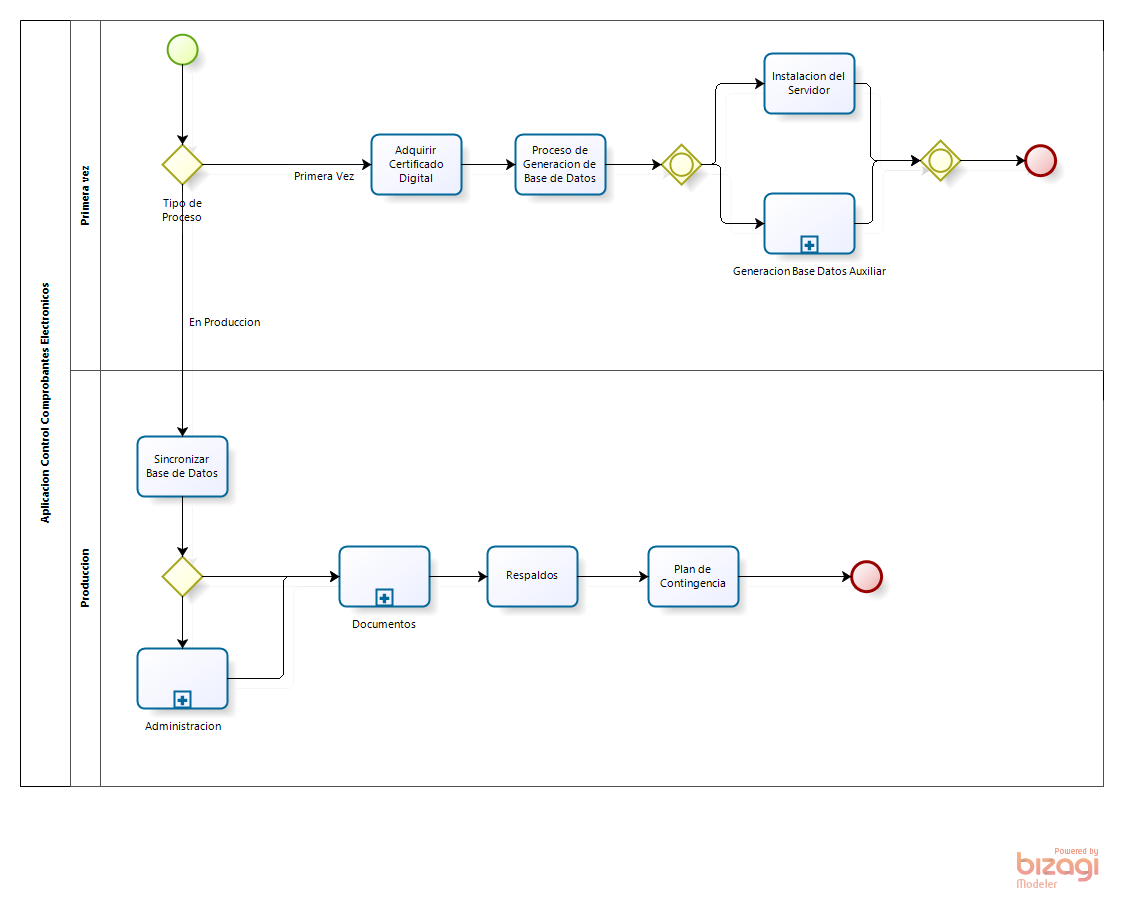 Aplicacion Control Comprobantes Electronicos
Primera vez
Tipo de
Proceso
Primera Vez
Adquirir
Certificado
Digital
Proceso de
Generacion de
Base de Datos
Instalacion del
Servidor
Generacion Base Datos Auxiliar
En Produccion
Produccion
Sincronizar
Base de Datos
Administracion
Documentos
Respaldos
Plan de
Contingencia
Powered by
bizagi
Modeler